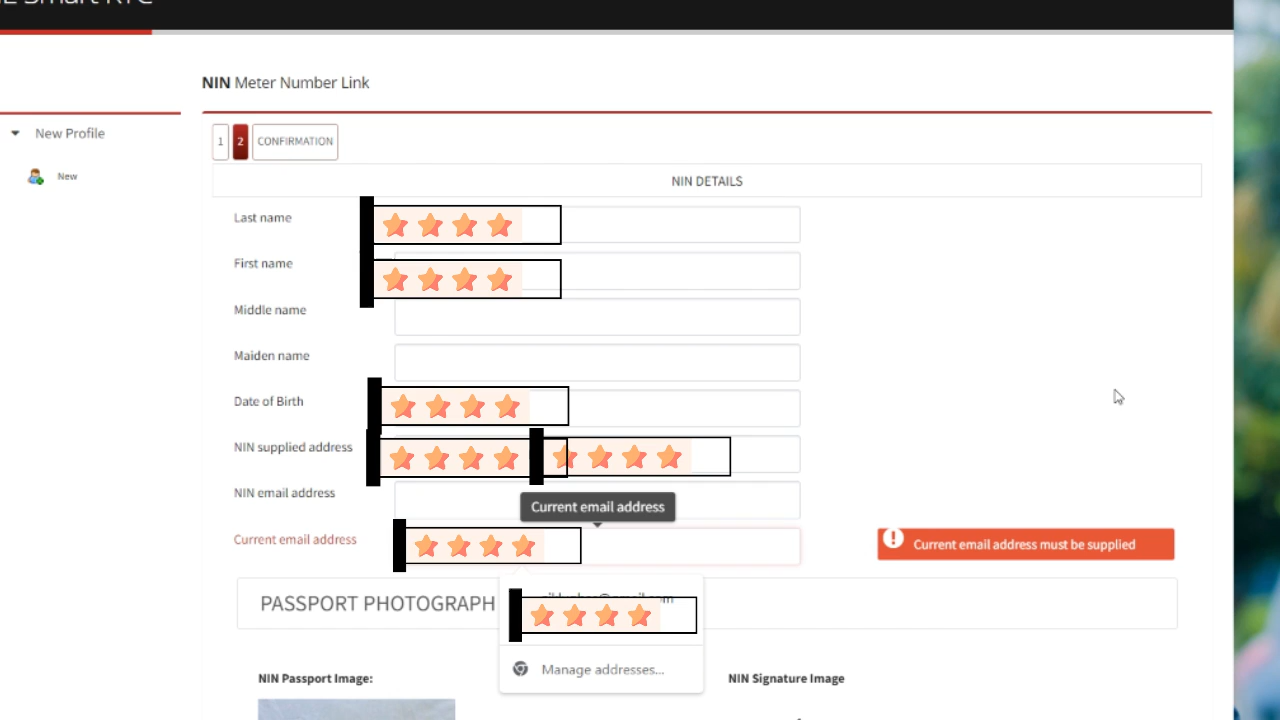 NIN Meter Number Link
New Profile
New
1 2 CONFIRMATION
NIN DETAILS
Last name
First name
Middle name
Maiden name
Date of Birth
NIN supplied address
NIN email address
Current email address
Current email address
Current email address must be supplied
PASSPORT PHOTOGRAPH
Manage addresses...
NIN Passport Image:
NIN Signature Image